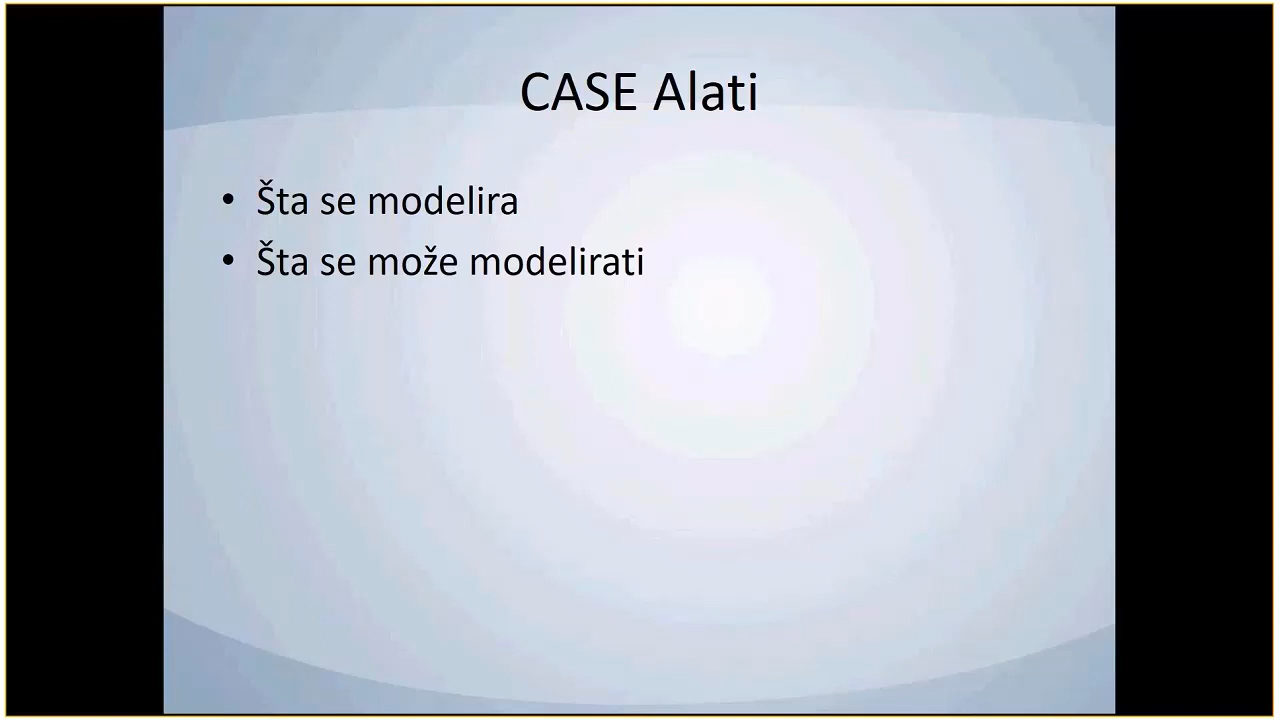 CASE Alati
• Šta se modelira
• Šta se može modelirati